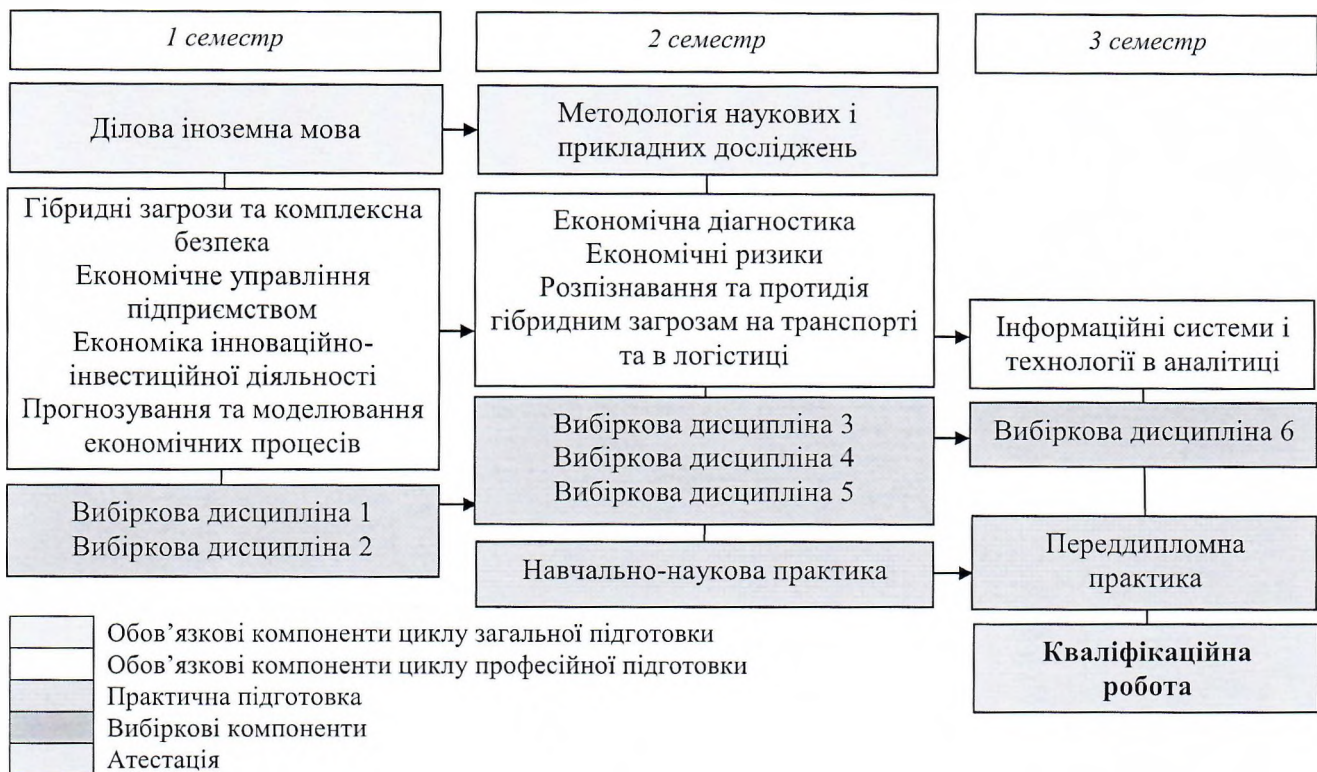 1 семестр
2 семестр
3 семестр
Ділова іноземна мова
Методологія наукових і
прикладних досліджень
Гібридні загрози та комплексна
безпека
Економічне управління
підприємством
Економіка інноваційно-
інвестиційної діяльності
Прогнозування та моделювання
економічних процесів
Економічна діагностика
Економічні ризики
Розпізнавання та протидія
гібридним загрозам на транспорті
та в логістиці
Інформаційні системи і
технології в аналітиці
Вибіркова дисципліна 1
Вибіркова дисципліна 2
Вибіркова дисципліна 3
Вибіркова дисципліна 4
Вибіркова дисципліна 5
Вибіркова дисципліна 6
Навчально-наукова практика
Переддипломна
практика
Кваліфікаційна
робота
Обов'язкові компоненти циклу загальної підготовки
Обов'язкові компоненти циклу професійної підготовки
Практична підготовка
Вибіркові компоненти
Атестація